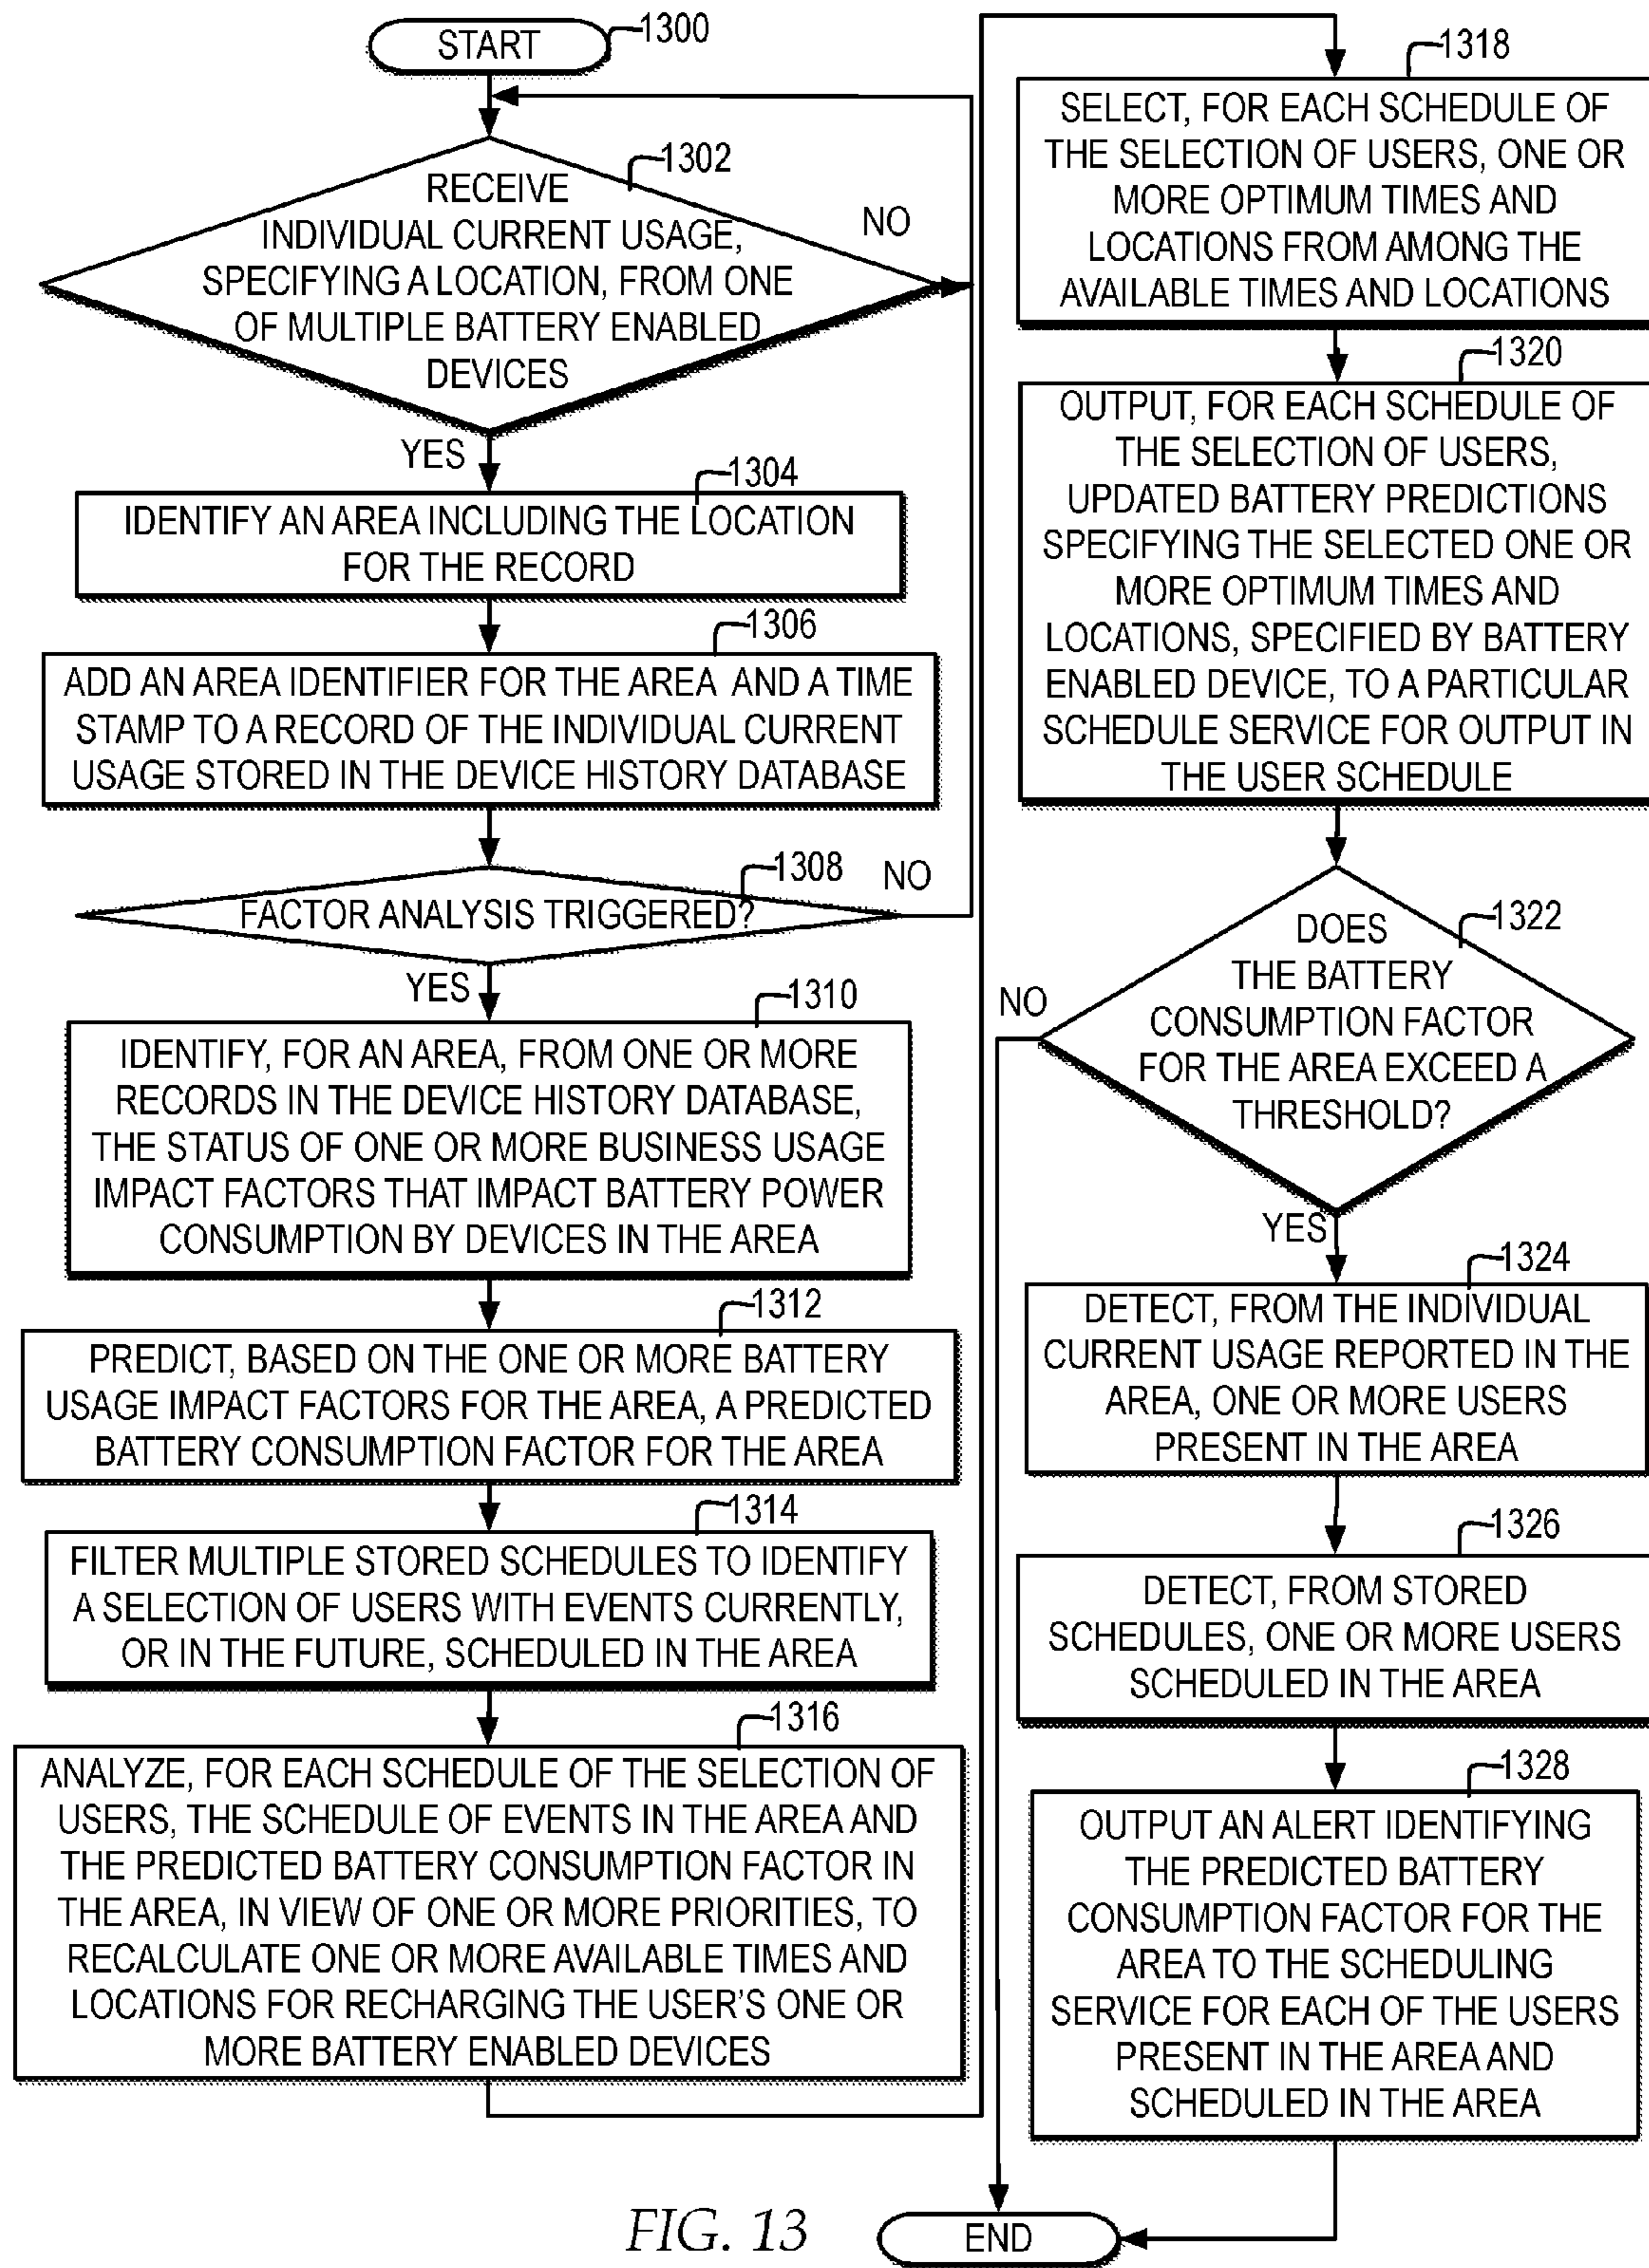 START
1300
1302
RECEIVE
INDIVIDUAL CURRENT USAGE,
SPECIFYING A LOCATION, FROM ONE
OF MULTIPLE BATTERY ENABLED
DEVICES
NO
YES
1304
IDENTIFY AN AREA INCLUDING THE LOCATION
FOR THE RECORD
1306
ADD AN AREA IDENTIFIER FOR THE AREA AND A TIME
STAMP TO A RECORD OF THE INDIVIDUAL CURRENT
USAGE STORED IN THE DEVICE HISTORY DATABASE
1308
NO
FACTOR ANALYSIS TRIGGERED?
YES
1310
IDENTIFY, FOR AN AREA, FROM ONE OR MORE
RECORDS IN THE DEVICE HISTORY DATABASE,
THE STATUS OF ONE OR MORE BUSINESS USAGE
IMPACT FACTORS THAT IMPACT BATTERY POWER
CONSUMPTION BY DEVICES IN THE AREA
1312
PREDICT, BASED ON THE ONE OR MORE BATTERY
USAGE IMPACT FACTORS FOR THE AREA, A PREDICTED
BATTERY CONSUMPTION FACTOR FOR THE AREA
1314
FILTER MULTIPLE STORED SCHEDULES TO IDENTIFY
A SELECTION OF USERS WITH EVENTS CURRENTLY,
OR IN THE FUTURE, SCHEDULED IN THE AREA
1316
ANALYZE, FOR EACH SCHEDULE OF THE SELECTION OF
USERS, THE SCHEDULE OF EVENTS IN THE AREA AND
THE PREDICTED BATTERY CONSUMPTION FACTOR IN
THE AREA, IN VIEW OF ONE OR MORE PRIORITIES, TO
RECALCULATE ONE OR MORE AVAILABLE TIMES AND
LOCATIONS FOR RECHARGING THE USER'S ONE OR
MORE BATTERY ENABLED DEVICES
1318
SELECT, FOR EACH SCHEDULE OF
THE SELECTION OF USERS, ONE OR
MORE OPTIMUM TIMES AND
LOCATIONS FROM AMONG THE
AVAILABLE TIMES AND LOCATIONS
1320
OUTPUT, FOR EACH SCHEDULE OF
THE SELECTION OF USERS,
UPDATED BATTERY PREDICTIONS
SPECIFYING THE SELECTED ONE OR
MORE OPTIMUM TIMES AND
LOCATIONS, SPECIFIED BY BATTERY
ENABLED DEVICE, TO A PARTICULAR
SCHEDULE SERVICE FOR OUTPUT IN
THE USER SCHEDULE
1322
DOES
THE BATTERY
CONSUMPTION FACTOR
FOR THE AREA EXCEED A
THRESHOLD?
NO
YES
1324
DETECT, FROM THE INDIVIDUAL
CURRENT USAGE REPORTED IN THE
AREA, ONE OR MORE USERS
PRESENT IN THE AREA
1326
DETECT, FROM STORED
SCHEDULES, ONE OR MORE USERS
SCHEDULED IN THE AREA
1328
OUTPUT AN ALERT IDENTIFYING
THE PREDICTED BATTERY
CONSUMPTION FACTOR FOR THE
AREA TO THE SCHEDULING
SERVICE FOR EACH OF THE USERS
PRESENT IN THE AREA AND
SCHEDULED IN THE AREA
END
FIG. 13